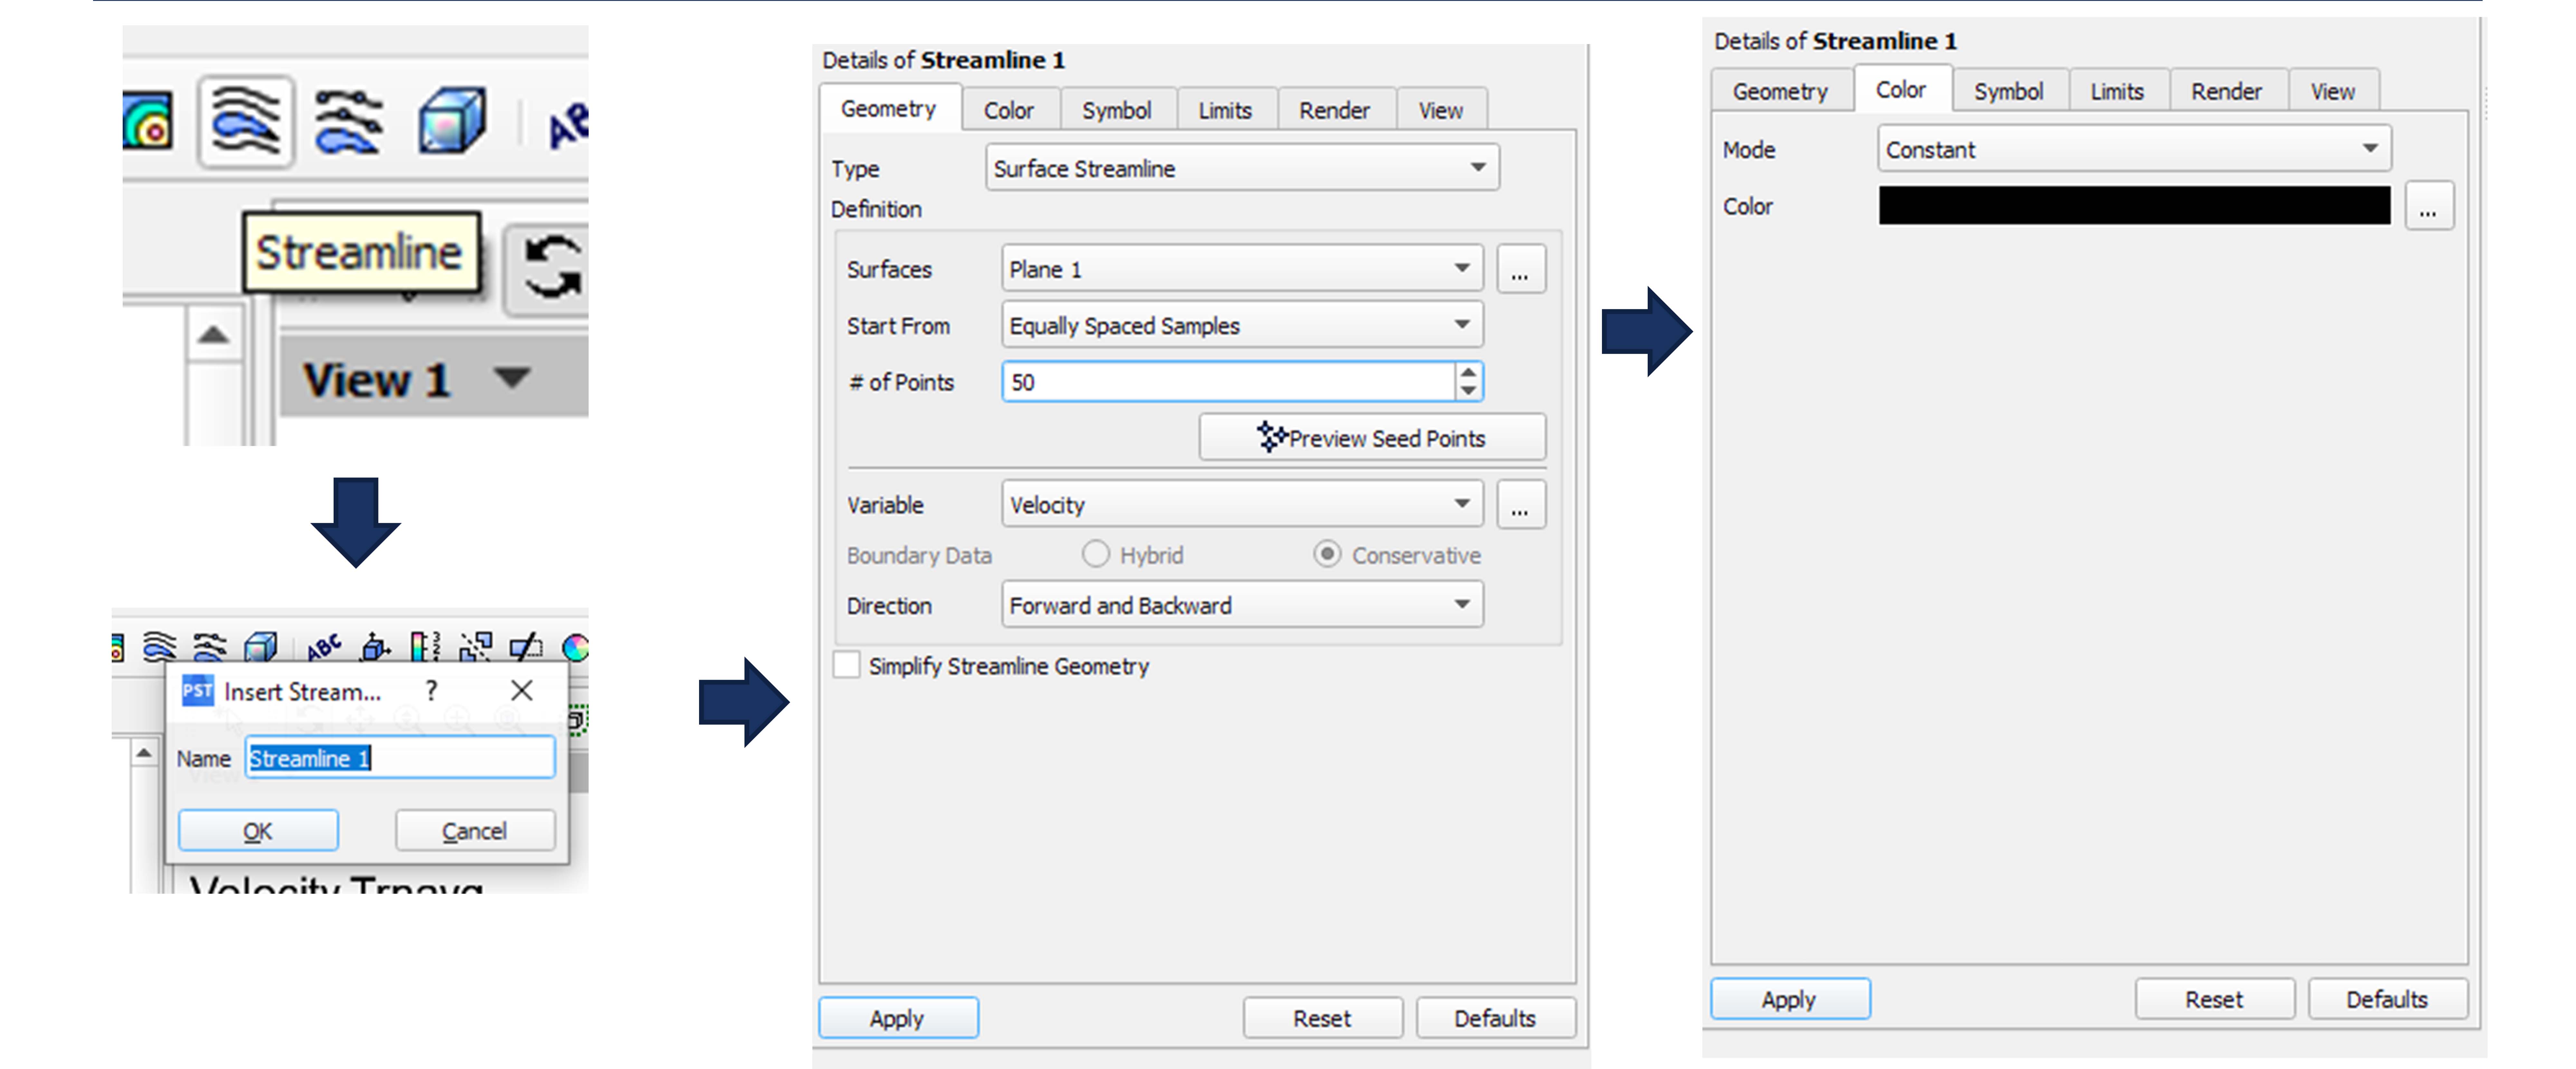 Streamline
View 1
ABC
PST Insert Stream... ?
Name Streamline 1
OK Cancel
Velocity Trnavg
Details of Streamline 1
Geometry Color Symbol Limits Render View
Type Surface Streamline
Definition
Surfaces Plane 1 ...
Start From Equally Spaced Samples
# of Points 50
Preview Seed Points
Variable Velocity ...
Boundary Data Hybrid Conservative
Direction Forward and Backward
Simplify Streamline Geometry
Apply Reset Defaults
Details of Streamline 1
Geometry Color Symbol Limits Render View
Mode Constant
Color ...
Apply Reset Defaults